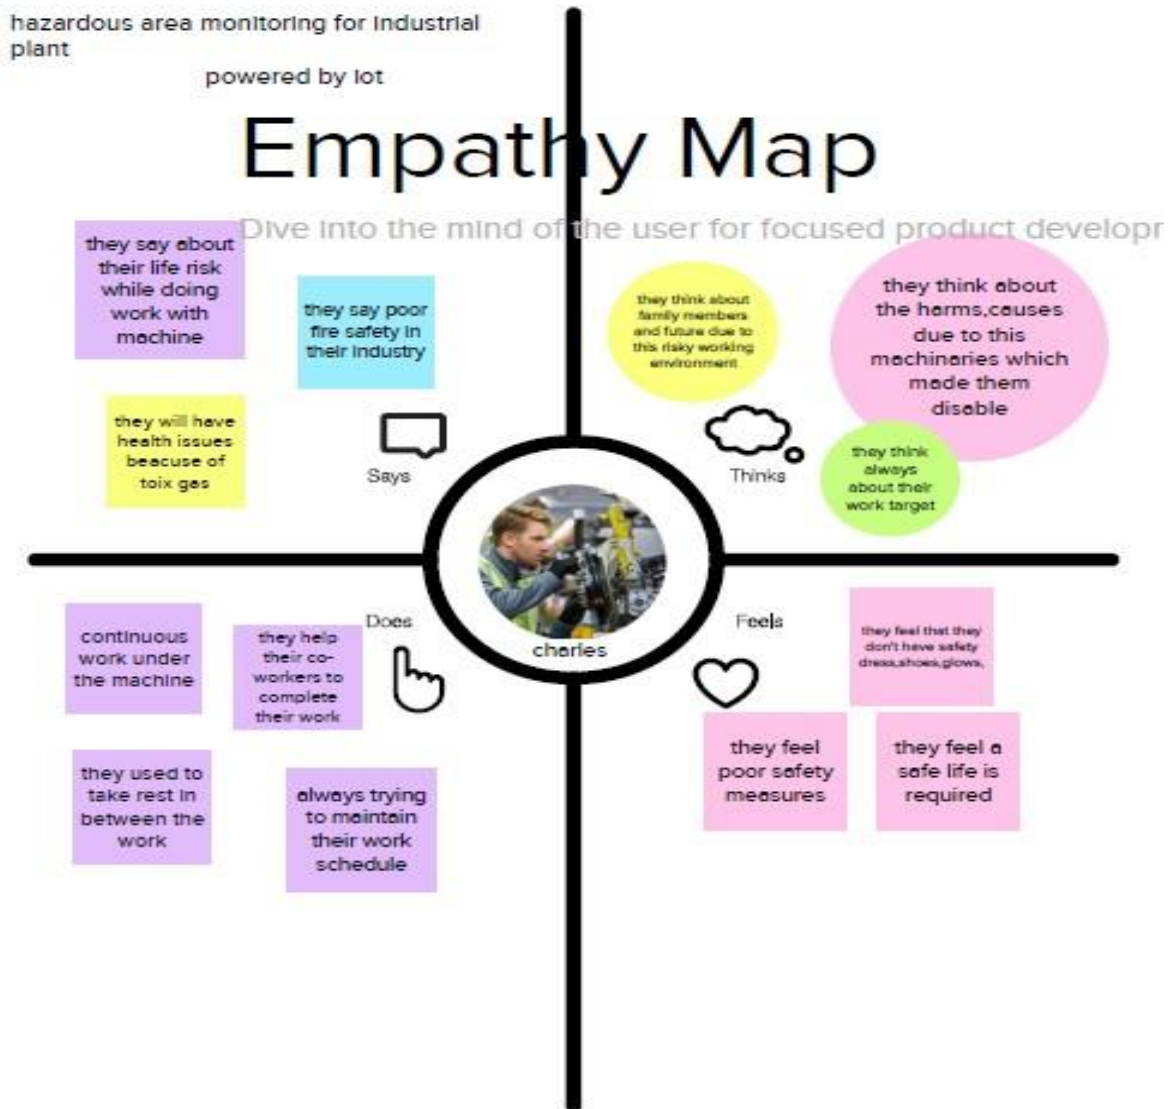 hazardous area monitoring for industrial
plant
powered by Iot
Empathy Map
Dive into the mind of the user for focused product developr
they say about
their life risk
while doing
work with
machine
they say poor
fire safety in
their industry
they will have
health issues
beacuse of
toix gas
Says
they think about
family members
and future due to
this risky working
environment
they think about
the harms,causes
due to this
machinaries which
made them
disable
they think
always
about their
work target
Thinks
charles
Does
continuous
work under
the machine
they help
their co-
workers to
complete
their work
they used to
take rest in
between the
work
always trying
to maintain
their work
schedule
Feels
they feel that they
don't have safety
dress,shoes,glows,
they feel
poor safety
measures
they feel a
safe life is
required